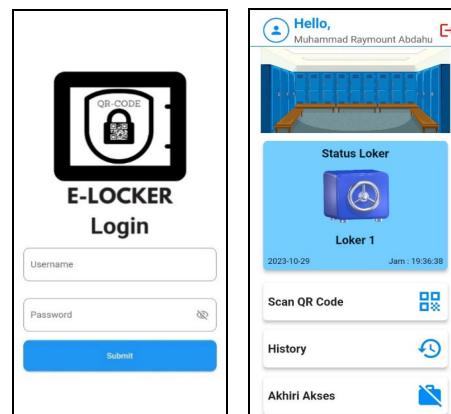 QR-CODE
E-LOCKER
Login
Username
Password
Submit
Hello,
Muhammad Raymount Abdahu
Status Loker
Loker 1
2023-10-29
Jam : 19:36:38
Scan QR Code
History
Akhiri Akses